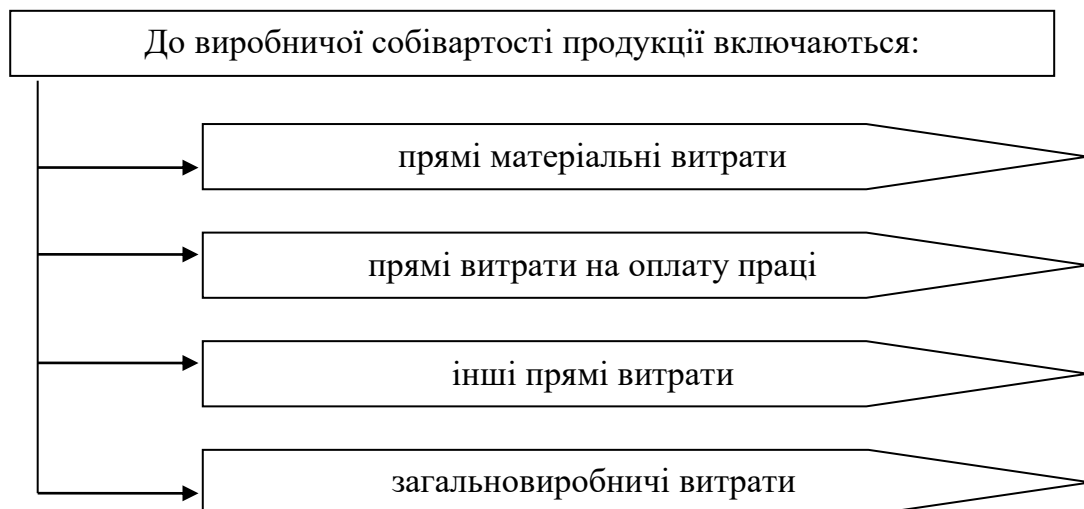 До виробничої собівартості продукції включаються:
прямі матеріальні витрати
прямі витрати на оплату праці
інші прямі витрати
загальновиробничі витрати